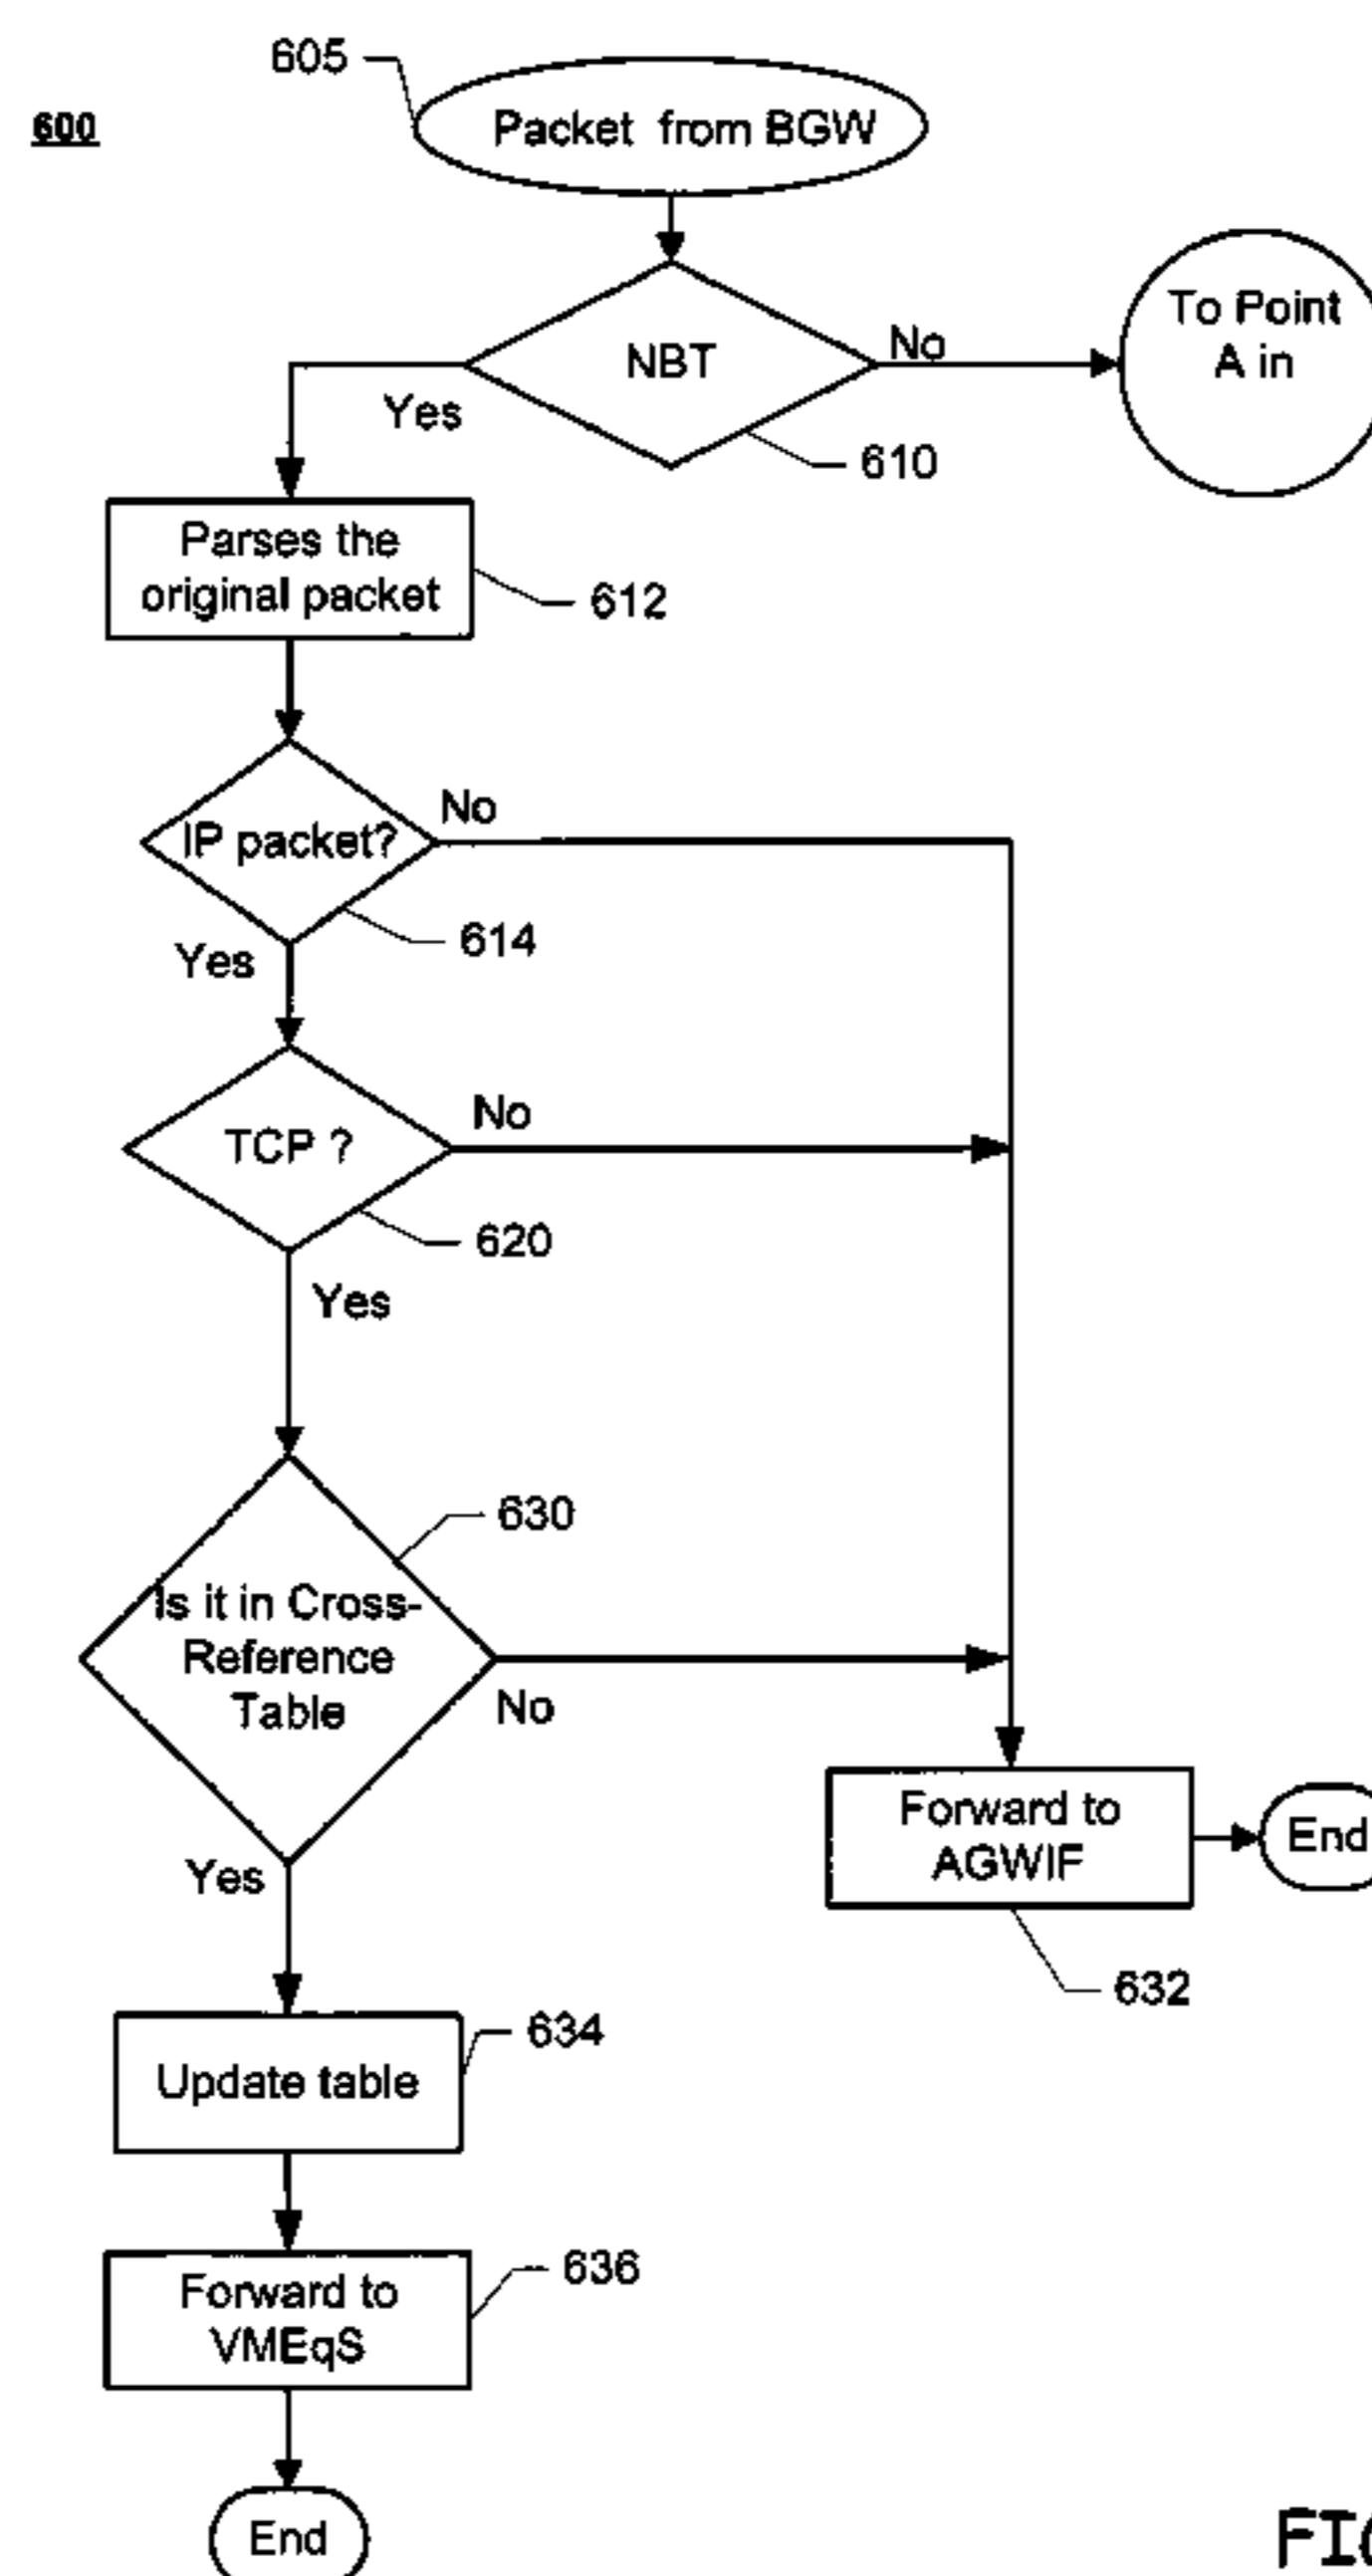 605
600
Packet from BGW
To Point
A in
NBT
No
Yes
610
Parses the
original packet
612
No
IP packet?
614
Yes
No
TCP ?
620
Yes
630
Is it in Cross-
Reference
Table
No
Forward to
AGWIF
End
Yes
632
634
Update table
636
Forward to
VMEqS
End